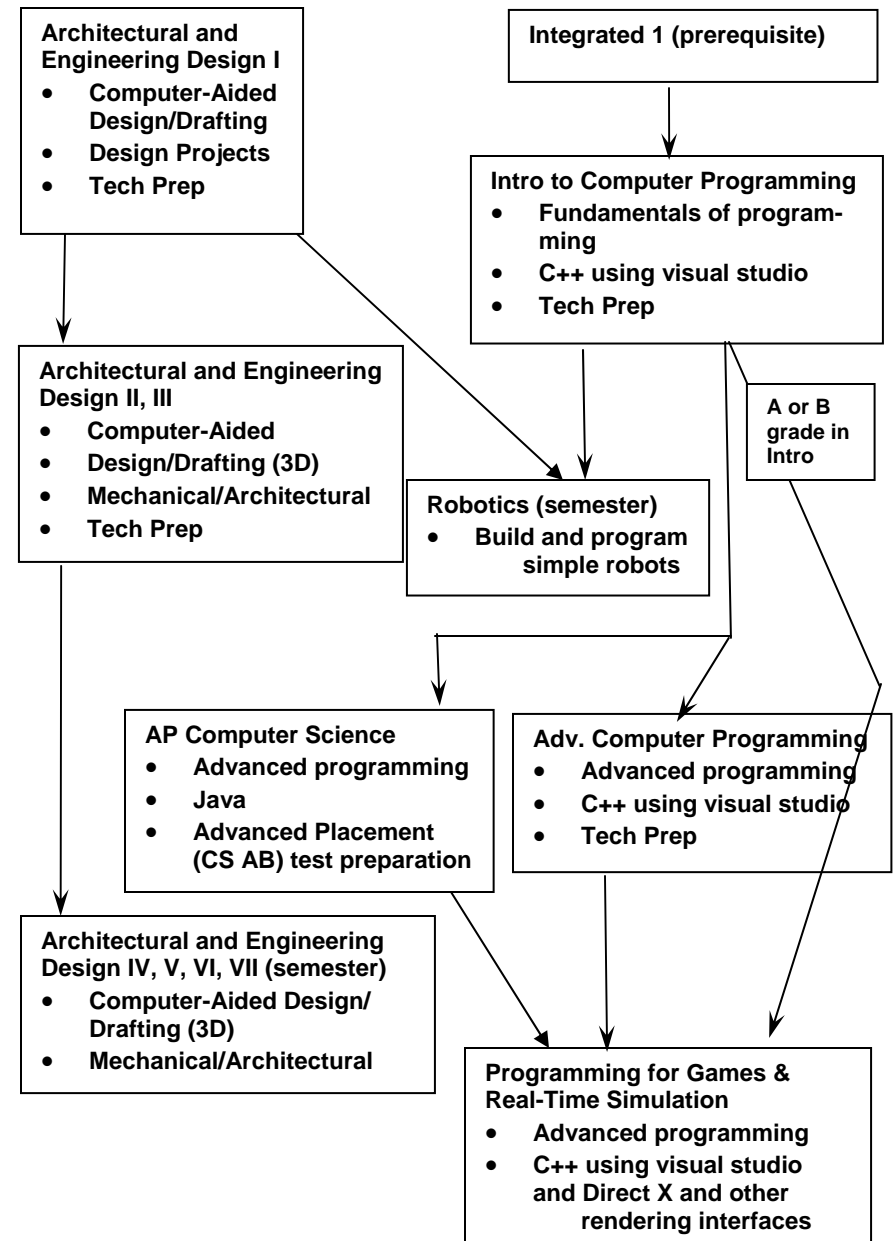 Architectural and
Engineering Design I
• Computer-Aided
Design/Drafting
• Design Projects
• Tech Prep
Integrated 1 (prerequisite)
Intro to Computer Programming
• Fundamentals of program-
ming
• C++ using visual studio
• Tech Prep
Architectural and Engineering
Design II, III
• Computer-Aided
• Design/Drafting (3D)
• Mechanical/Architectural
• Tech Prep
A or B
grade in
Intro
Robotics (semester)
• Build and program
simple robots
AP Computer Science
• Advanced programming
• Java
• Advanced Placement
(CS AB) test preparation
Adv. Computer Programming
• Advanced programming
• C++ using visual studio
• Tech Prep
Architectural and Engineering
Design IV, V, VI, VII (semester)
• Computer-Aided Design/
Drafting (3D)
• Mechanical/Architectural
Programming for Games &
Real-Time Simulation
• Advanced programming
• C++ using visual studio
and Direct X and other
rendering interfaces